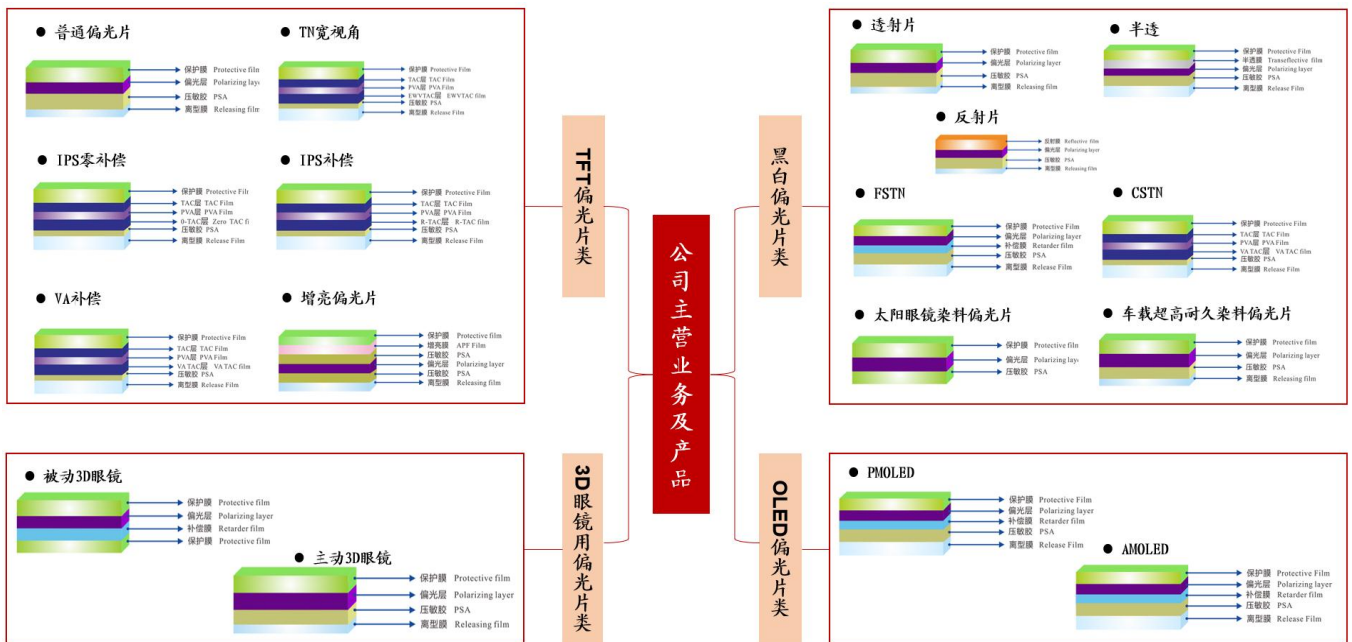 ● 普通偏光片
保护膜 Protective film
偏光层 Polarizing laye
压敏胶 PSA
离型膜 Releasing film
● TN宽视角
保护膜 Protective Film
TAC层 TAC Film
PVA层 PVA Film
EWVTAC层 EWVTAC film
压敏胶 PSA
离型膜 Release Film
● IPS零补偿
保护膜 Protective Filr
TAC层 TAC Film
PVA层 PVA Film
0-TAC层 Zero TAC fi
压敏胶 PSA
离型膜 Release Film
● IPS补偿
保护膜 Protective Film
TAC层 TAC Film
PVA层 PVA Film
R-TAC层 R-TAC film
压敏胶 PSA
离型膜 Release Film
● VA补偿
保护膜 Protective Film
TAC层 TAC Film
PVA层 PVA Film
VATAC层 VATAC film
压敏胶 PSA
离型膜 Release Film
● 增亮偏光片
保护膜 Protective film
增亮膜 APF Film
压敏胶 PSA
偏光层 Polarizing layer
压敏胶 PSA
离型膜 Releasing film
TFT偏光片类
● 被动3D眼镜
保护膜 Protective film
偏光层 Polarizing layer
补偿膜 Retarder film
保护膜 Protective film
● 主动3D眼镜
保护膜 Protective film
偏光层 Polarizing layer
压敏胶 PSA
离型膜 Releasing film
3D眼镜用偏光片类
公司主营业务及产品
黑白偏光片类
● 透射片
保护膜 Protective film
偏光层 Polarizing layer
压敏胶 PSA
离型膜 Releasing film
● 半透
保护膜 Protective Film
半透膜 Transeflective film
偏光层 Polarizing layer
压敏胶 PSA
离型膜 Release Film
● 反射片
反射膜 Reflective film
偏光层 Polarizing layer
压敏胶 PSA
离型膜 Releasing film
● FSTN
保护膜 Protective Film
偏光层 Polarizing layer
补偿膜 Retarder film
压敏胶 PSA
离型膜 Release Film
● CSTN
保护膜 Protective Film
TAC层 TAC Film
PVA层 PVA Film
VATAC层 VATAC film
压敏胶 PSA
离型膜 Release Film
● 太阳眼镜染料偏光片
保护膜 Protective film
偏光层 Polarizing lay
压敏胶 PSA
● 车载超高耐久染料偏光片
保护膜 Protective film
偏光层 Polarizing layer
压敏胶 PSA
离型膜 Releasing film
OLED偏光片类
● PMOLED
保护膜 Protective Film
偏光层 Polarizing layer
补偿膜 Retarder film
压敏胶 PSA
离型膜 Release Film
● AMOLED
保护膜 Protective Film
偏光层 Polarizing layer
补偿膜 Retarder film
压敏胶 PSA
离型膜 Release Film